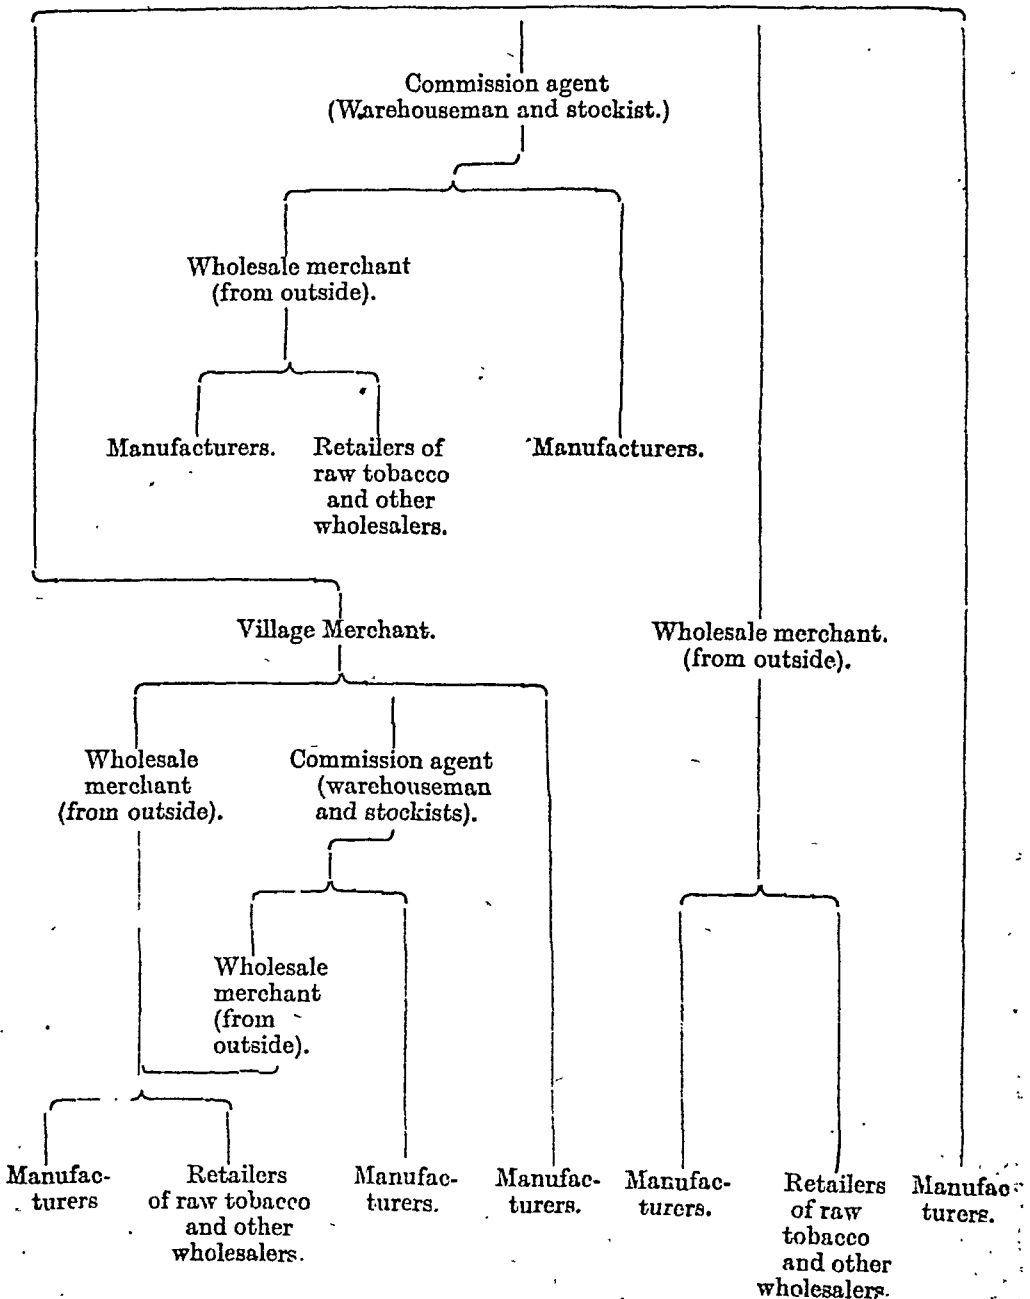 Commission agent
(Warehouseman and stockist.)
Wholesale merchant
(from outside).
Manufacturers.
Retailers of
raw tobacco
and other
wholesalers.
Manufacturers.
Village Merchant.
Wholesale merchant.
(from outside).
Wholesale
merchant
(from outside).
Commission agent
(warehouseman
and stockists).
Wholesale
merchant
(from
outside).
Manufac-
turers
Retailers
of raw tobacco
and other
wholesalers.
Manufac-
turers.
Manufac-
turers.
Manufac-
turers.
Retailers
of raw
tobacco
and other
wholesalers.
Manufac-
turers.